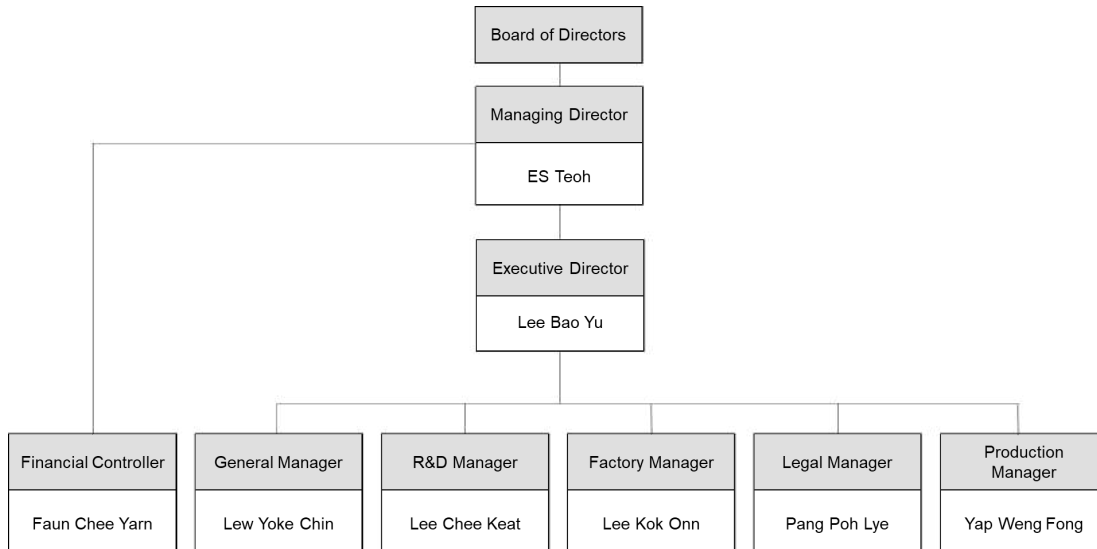 Board of Directors
Managing Director
ES Teoh
Executive Director
Lee Bao Yu
Financial Controller
Faun Chee Yarn
General Manager
Lew Yoke Chin
R&D Manager
Lee Chee Keat
Factory Manager
Lee Kok Onn
Legal Manager
Pang Poh Lye
Production
Manager
Yap Weng Fong